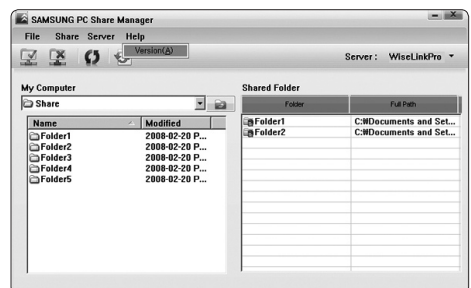 SAMSUNG PC Share Manager
File Share Server Help
Version(A)
Server : WiseLinkPro
My Computer
Share
Name Modified
Folder1 2008-02-20 P...
Folder2 2008-02-20 P...
Folder3 2008-02-20 P...
Folder4 2008-02-20 P...
Folder5 2008-02-20 P...
Shared Folder
Folder Full Path
Folder1 C:₩Documents and Set...
Folder2 C:₩Documents and Set...